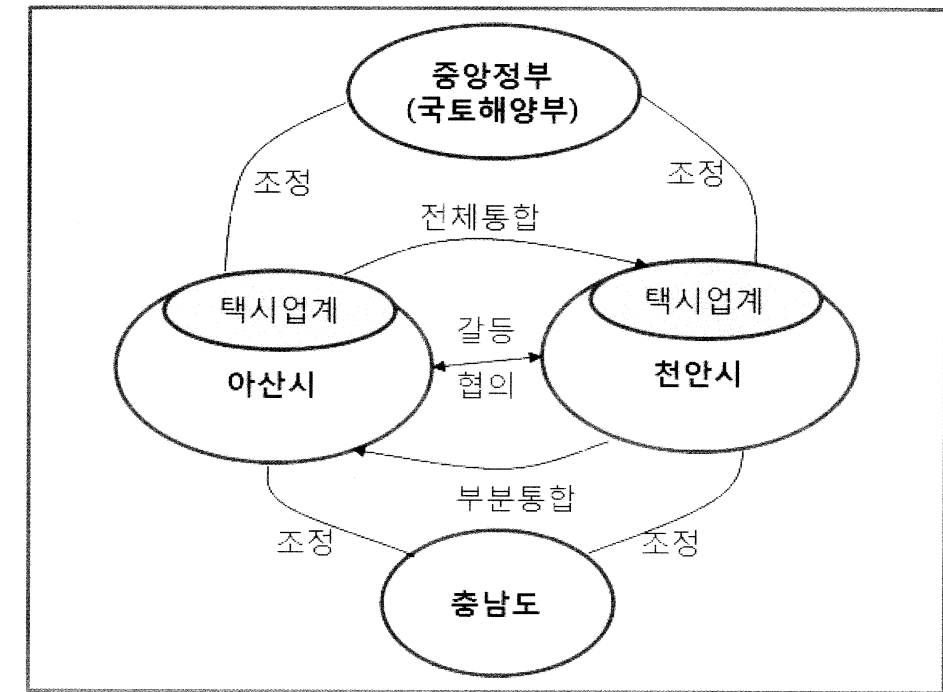 중앙정부
(국토해양부)
조정
조정
전체통합
택시업계
택시업계
갈등
아산시
협의
천안시
부분통합
조정
조정
충남도